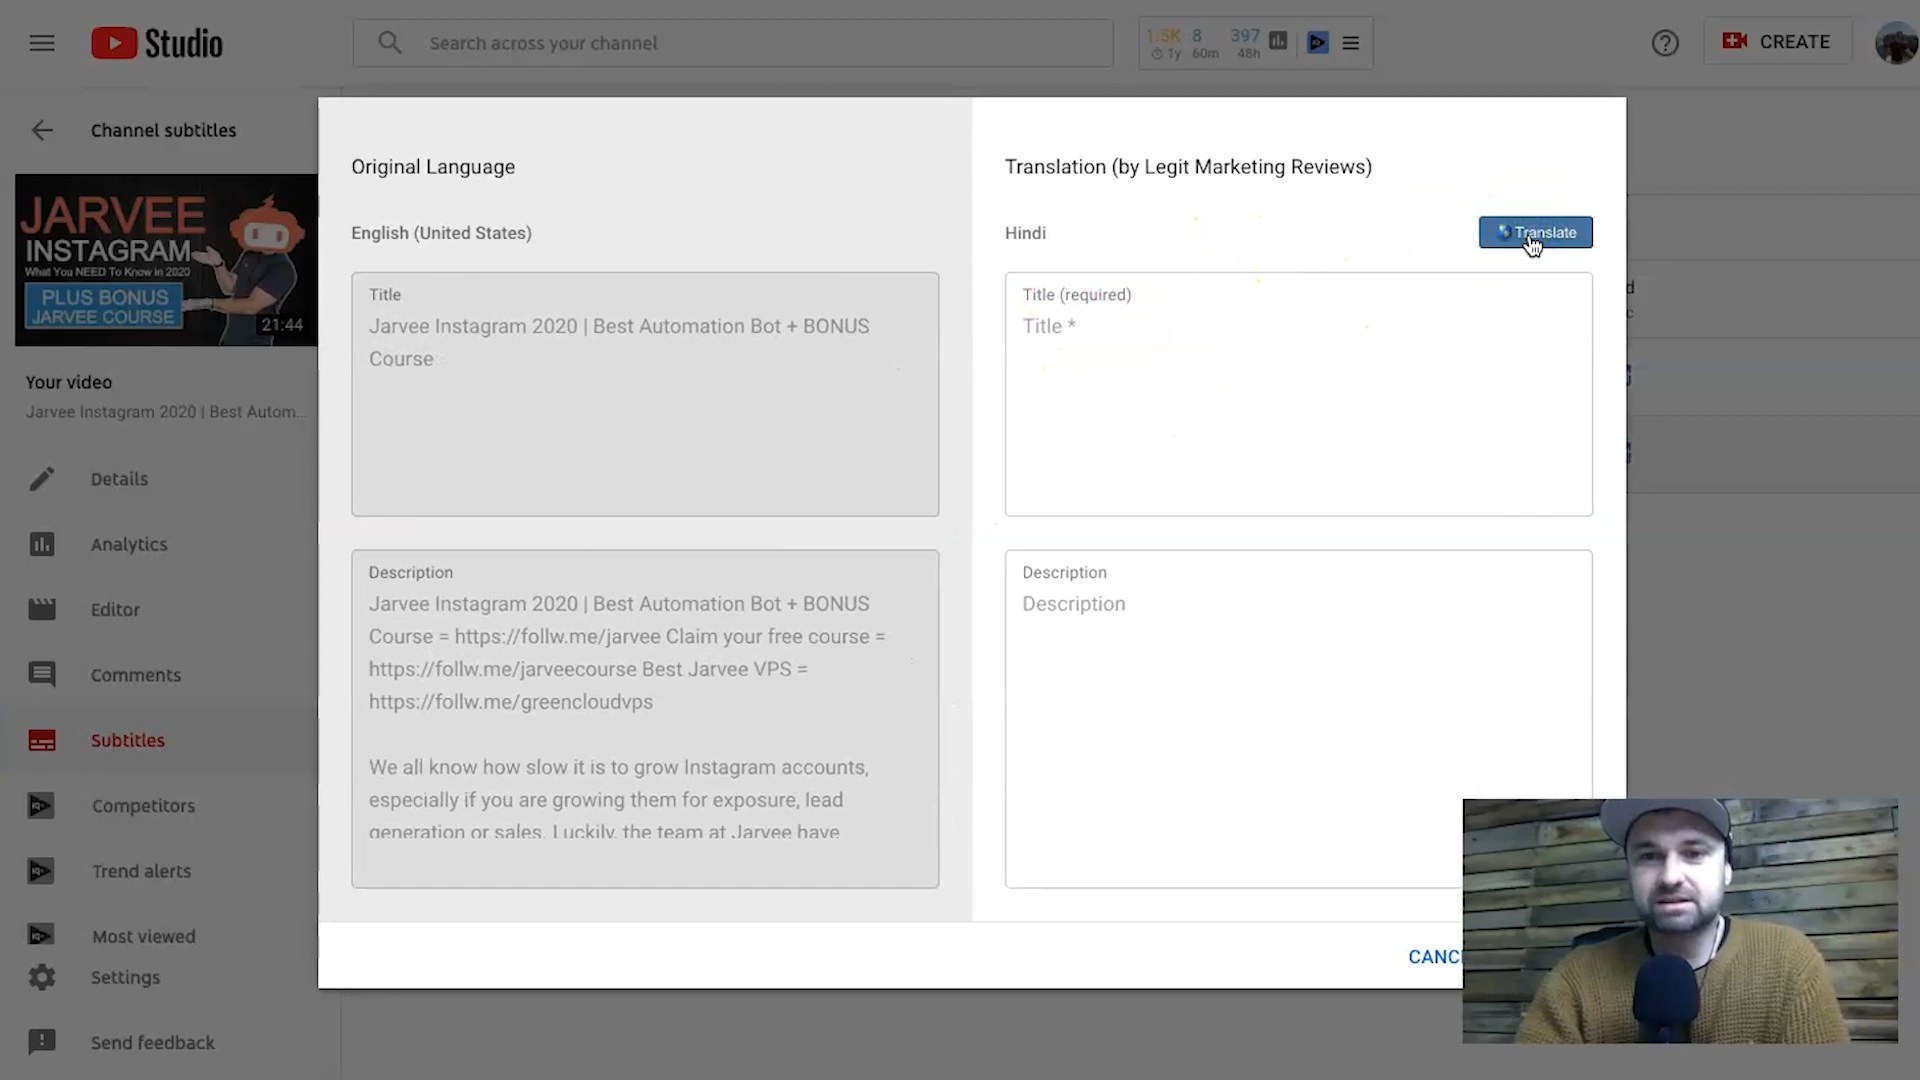 Studio
Search across your channel
1.5K 8 397
1y 60m 48h
CREATE
Channel subtitles
JARVEE
INSTAGRAM
What You NEED To Know in 2020
PLUS BONUS
JARVEE COURSE
21:44
Your video
Jarvee Instagram 2020 | Best Autom...
Details
Analytics
Editor
Comments
Subtitles
Competitors
Trend alerts
Most viewed
Settings
Send feedback
Original Language
English (United States)
Title
Jarvee Instagram 2020 | Best Automation Bot + BONUS
Course
Description
Jarvee Instagram 2020 | Best Automation Bot + BONUS
Course = https://follw.me/jarvee Claim your free course =
https://follw.me/jarveecourse Best Jarvee VPS =
https://follw.me/greencloudvps
We all know how slow it is to grow Instagram accounts,
especially if you are growing them for exposure, lead
generation or sales. Luckily, the team at Jarvee have
Translation (by Legit Marketing Reviews)
Hindi
Translate
Title (required)
Title *
Description
Description
CANC